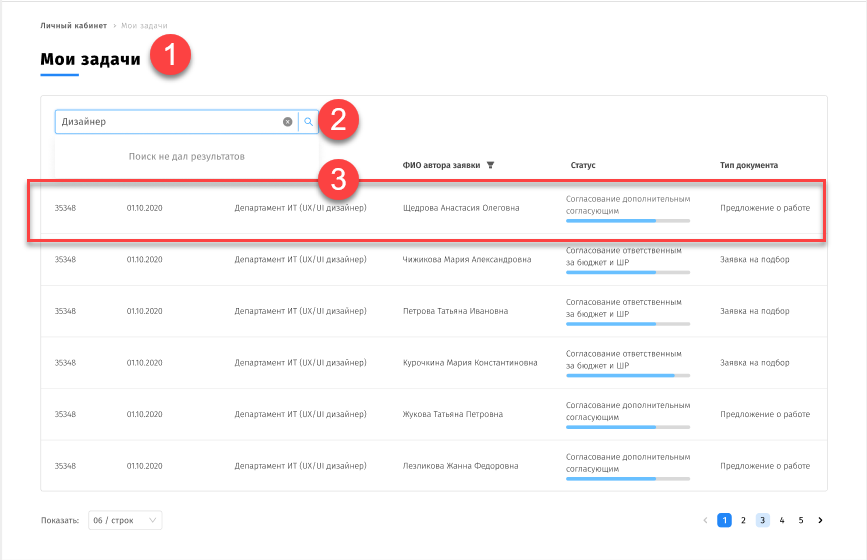 Личный кабинет › Мои задачи
Мои задачи 1
Дизайнер 2
Поиск не дал результатов
ФИО автора заявки Статус Тип документа
3
35348 01.10.2020 Департамент ИТ (UX/UI дизайнер) Щедрова Анастасия Олеговна Согласование дополнительным Предложение о работе
согласующим
35348 01.10.2020 Департамент ИТ (UX/UI дизайнер) Чижикова Мария Александровна Согласование ответственным Заявка на подбор
за бюджет и ШР
35348 01.10.2020 Департамент ИТ (UX/UI дизайнер) Петрова Татьяна Ивановна Согласование ответственным Заявка на подбор
за бюджет и ШР
35348 01.10.2020 Департамент ИТ (UX/UI дизайнер) Курочкина Мария Константиновна Согласование ответственным Заявка на подбор
за бюджет и ШР
35348 01.10.2020 Департамент ИТ (UX/UI дизайнер) Жукова Татьяна Петровна Согласование дополнительным Предложение о работе
согласующим
35348 01.10.2020 Департамент ИТ (UX/UI дизайнер) Лезликова Жанна Федоровна Согласование дополнительным Предложение о работе
согласующим
Показать: 06 / строк ‹ 1 2 3 4 5 ›